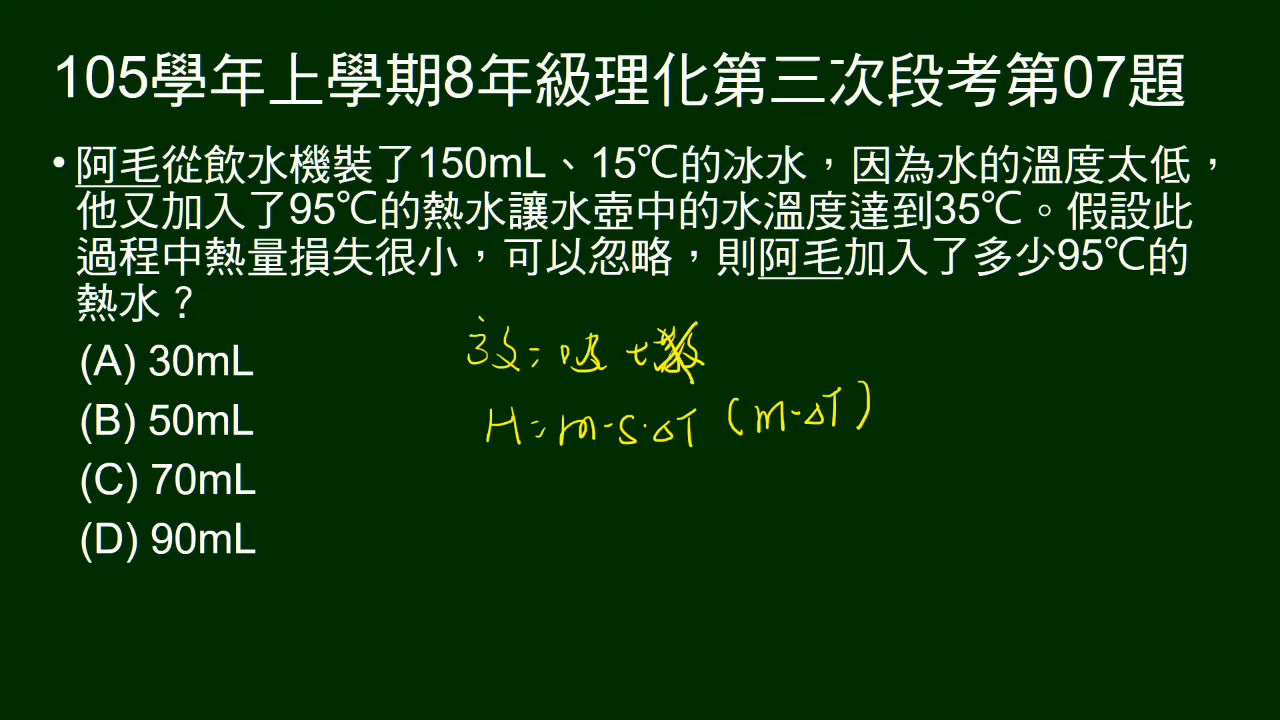 105學年上學期8年級理化第三次段考第07題
• 阿毛從飲水機裝了150mL、15℃的冰水，因為水的溫度太低，
他又加入了95℃的熱水讓水壺中的水溫度達到35℃。假設此
過程中熱量損失很小，可以忽略，則阿毛加入了多少95℃的
熱水？
(A) 30mL
(B) 50mL
(C) 70mL
(D) 90mL
放=吸+散
H=m·s·ΔT (m·ΔT)